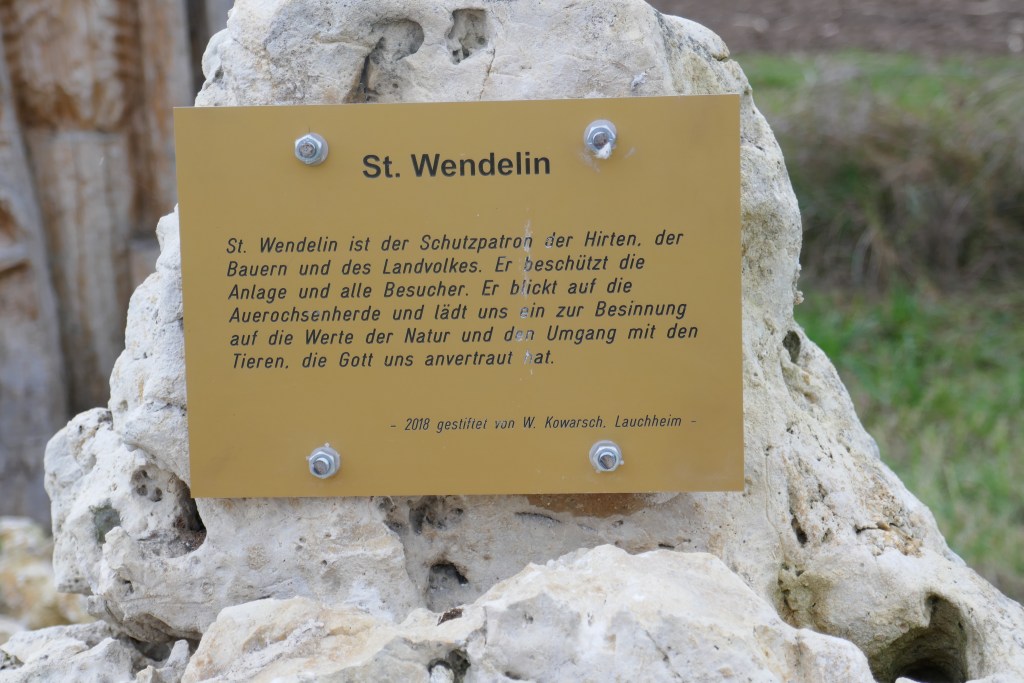 St. Wendelin
St. Wendelin ist der Schutzpatron der Hirten, der
Bauern und des Landvolkes. Er beschützt die
Anlage und alle Besucher. Er blickt auf die
Auerochsenherde und lädt uns ein zur Besinnung
auf die Werte der Natur und den Umgang mit den
Tieren, die Gott uns anvertraut hat.
- 2018 gestiftet von W. Kowarsch, Lauchheim -